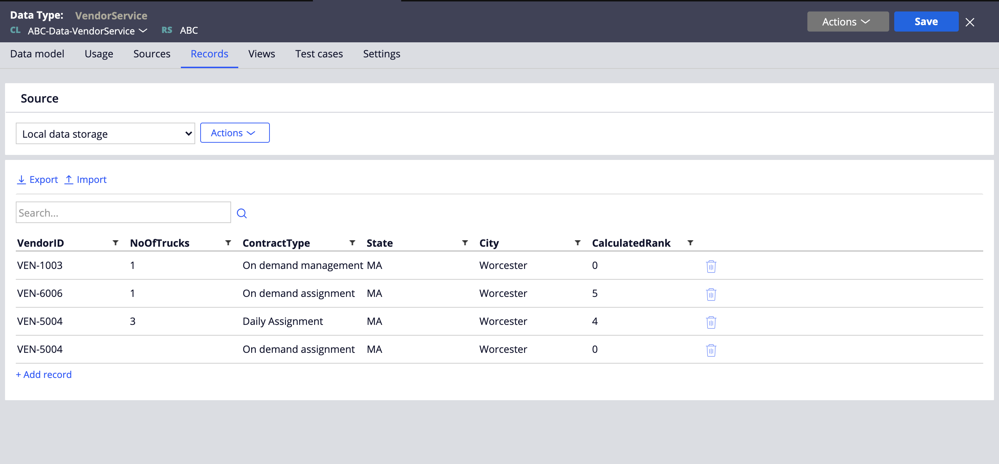 Data Type: VendorService
CL ABC-Data-VendorService RS ABC
Actions Save
Data model Usage Sources Records Views Test cases Settings
Source
Local data storage Actions
Export Import
Search...
VendorID NoOfTrucks ContractType State City CalculatedRank
VEN-1003 1 On demand management MA Worcester 0
VEN-6006 1 On demand assignment MA Worcester 5
VEN-5004 3 Daily Assignment MA Worcester 4
VEN-5004 On demand assignment MA Worcester 0
+ Add record